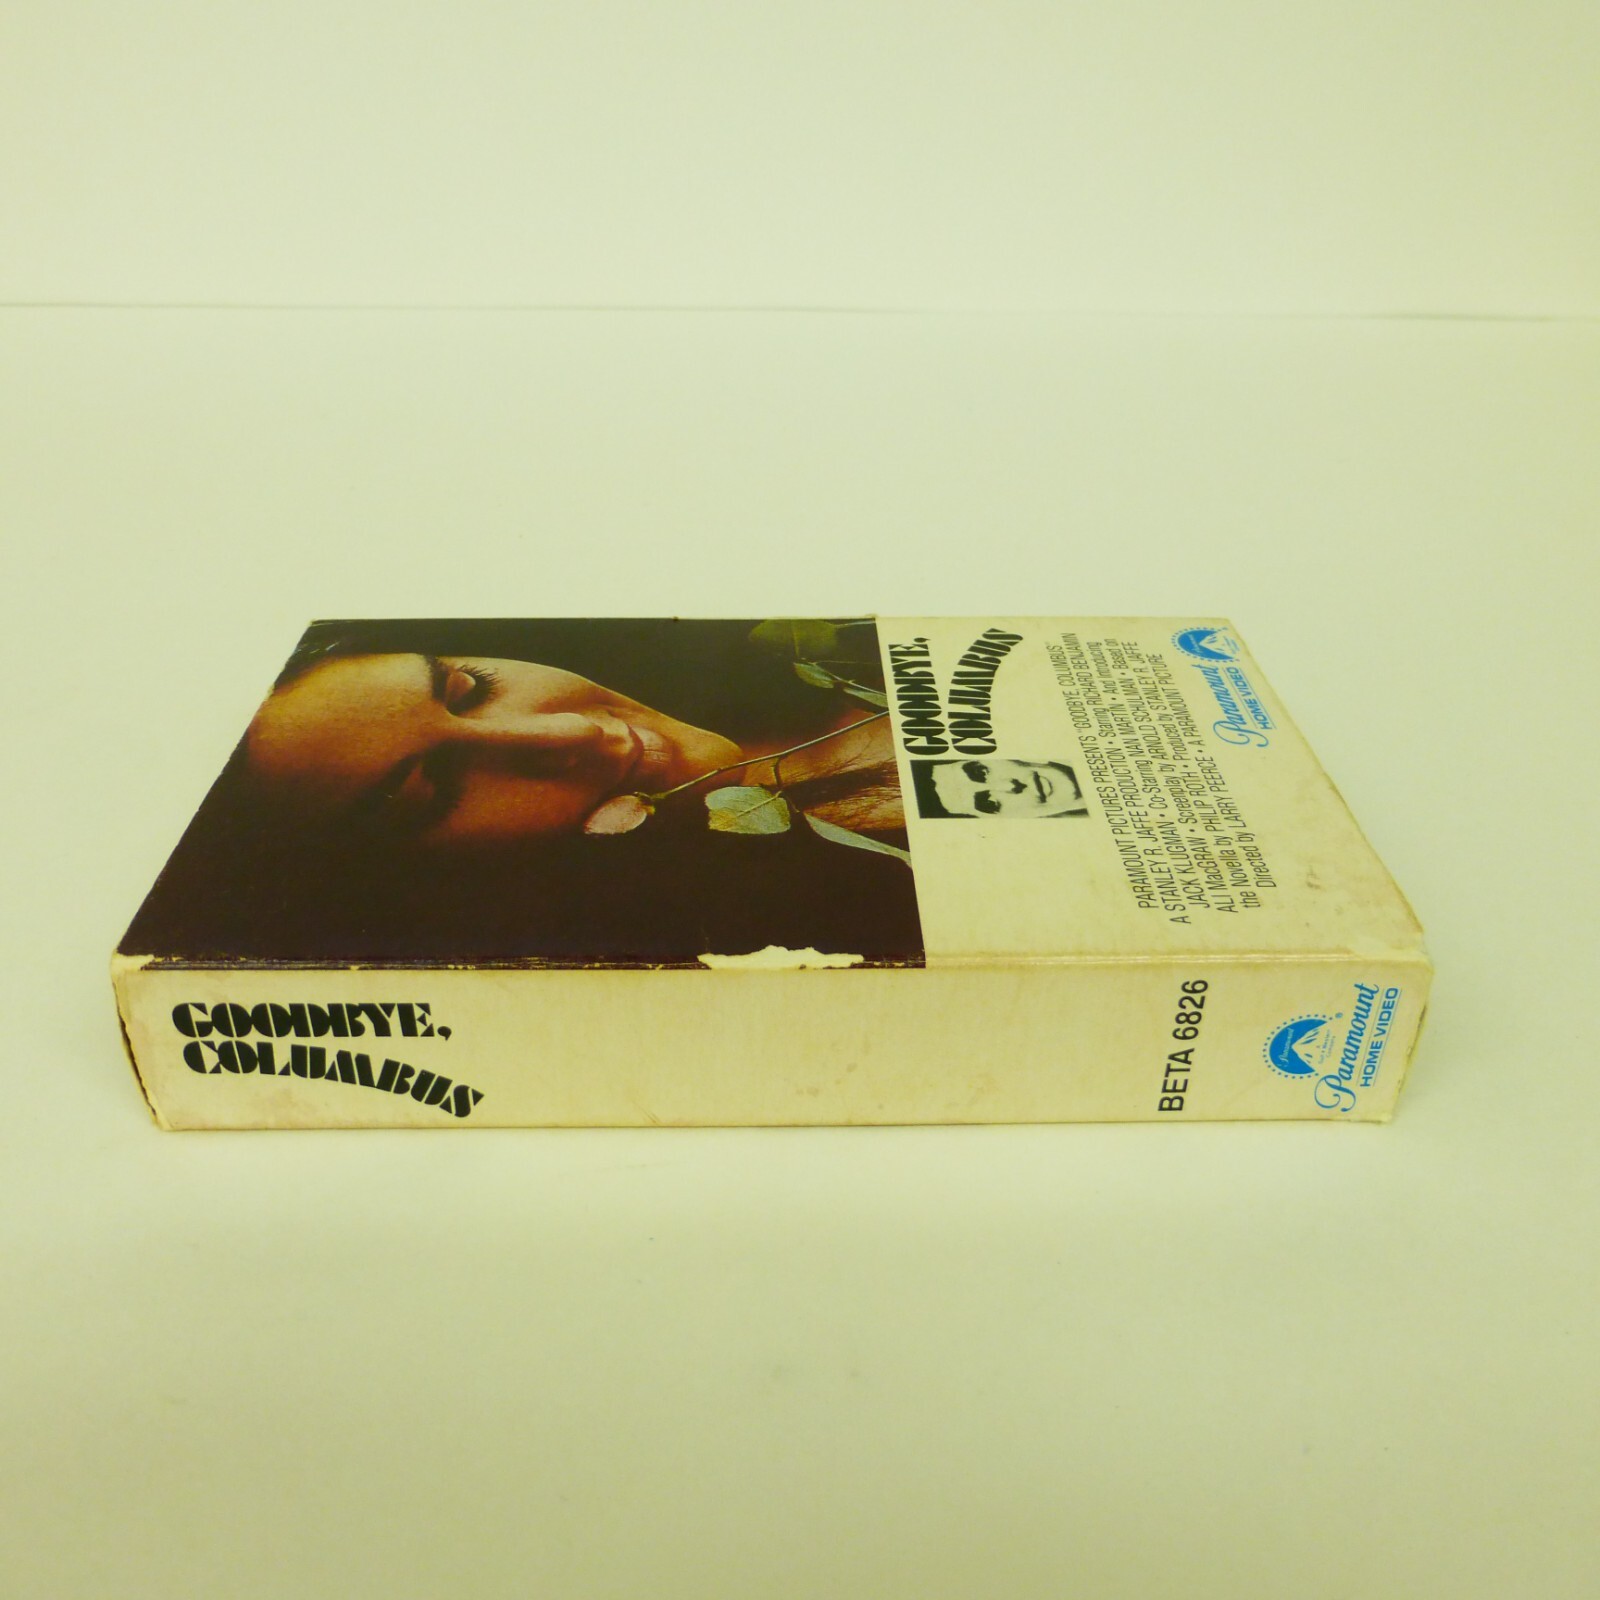 GOODBYE,
COLUMBUS
PARAMOUNT PICTURES PRESENTS "GOODBYE, COLUMBUS"
A STANLEY R. JAFFE PRODUCTION • Starring RICHARD BENJAMIN
JACK KLUGMAN • Co-Starring NAN MARTIN • And Introducing
ALI MacGRAW • Screenplay by ARNOLD SCHULMAN • Based on
the Novella by PHILIP ROTH • Produced by STANLEY R. JAFFE
Directed by LARRY PEERCE • A PARAMOUNT PICTURE
Paramount
Paramount
HOME VIDEO
GOODBYE,
COLUMBUS
BETA 6826
Paramount
Paramount
HOME VIDEO